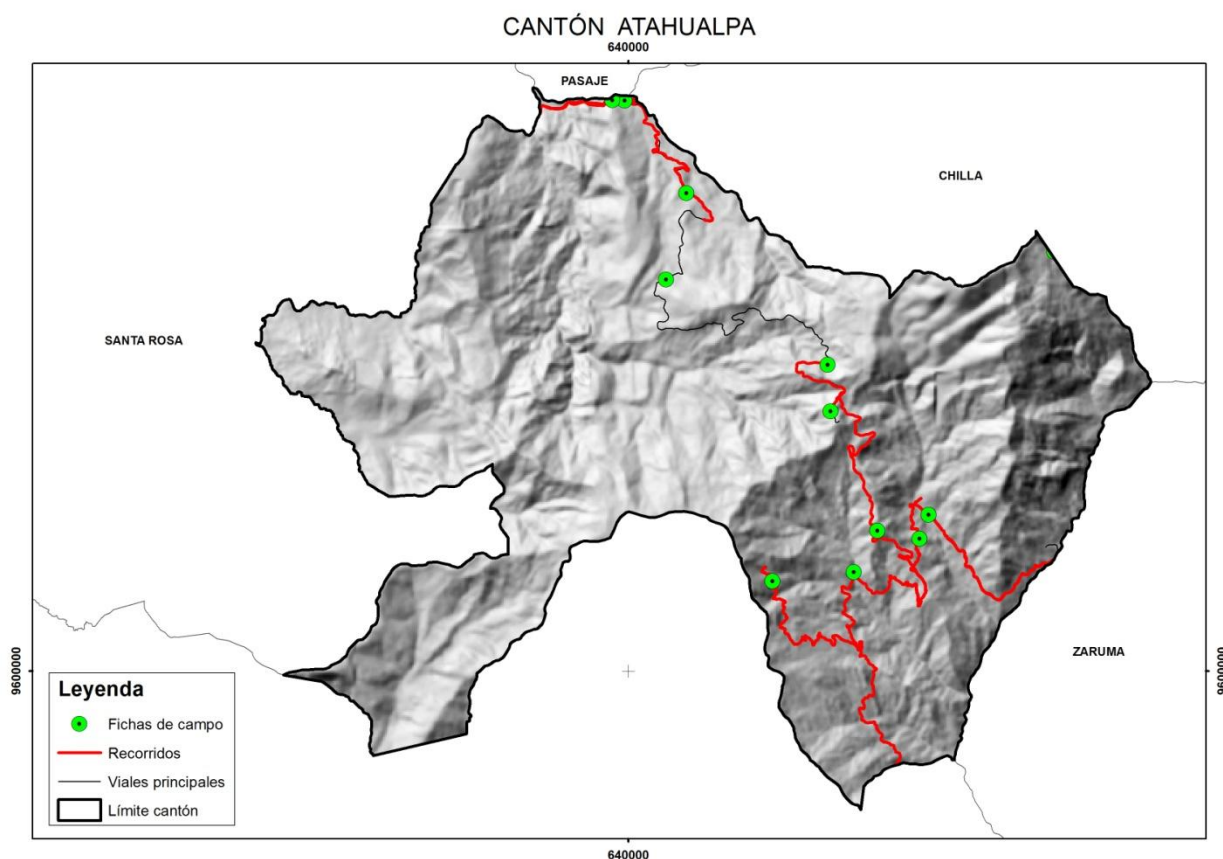 CANTÓN ATAHUALPA
640000
PASAJE
CHILLA
SANTA ROSA
ZARUMA
9600000
9600000
Leyenda
Fichas de campo
Recorridos
Viales principales
Límite cantón
640000